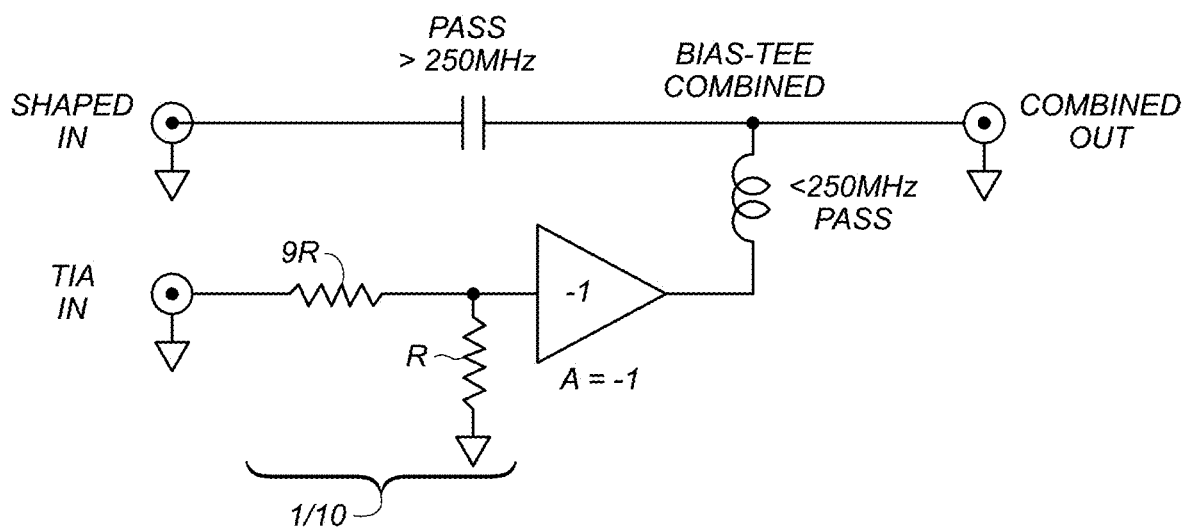 PASS
> 250MHz
BIAS-TEE
COMBINED
SHAPED
IN
COMBINED
OUT
<250MHz
PASS
9R
TIA
IN
-1
R
A = -1
1/10